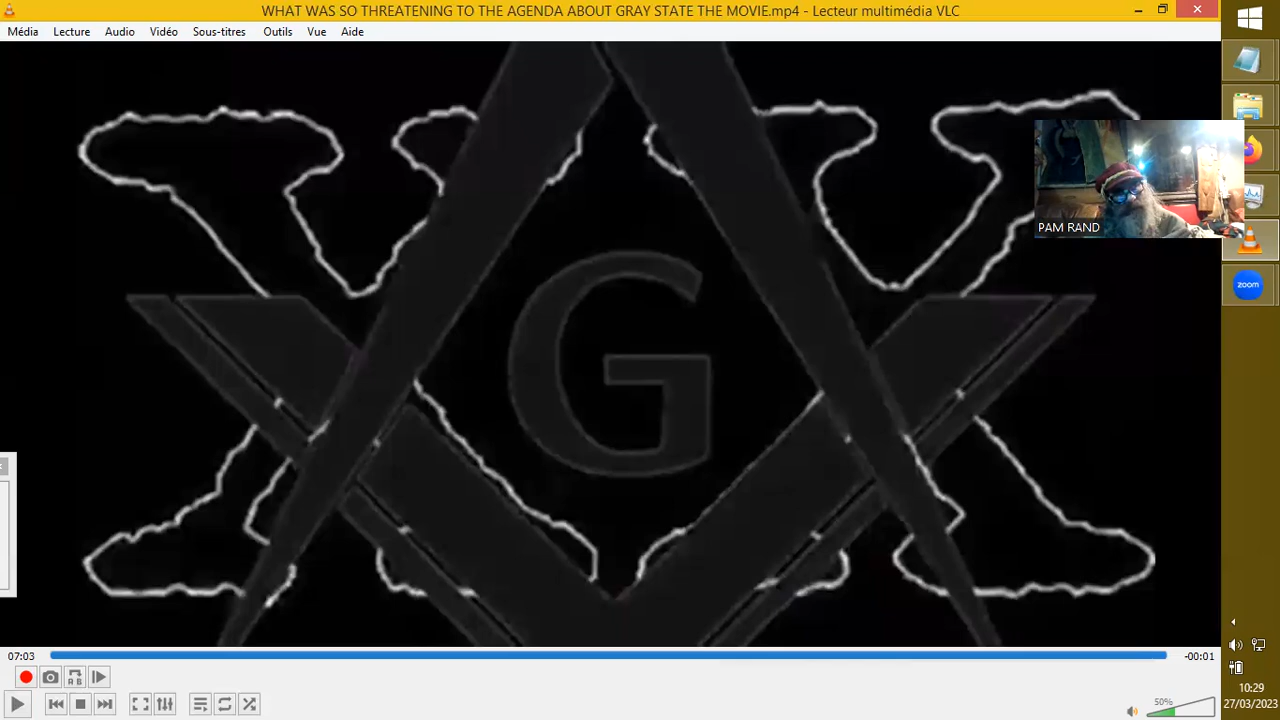 WHAT WAS SO THREATENING TO THE AGENDA ABOUT GRAY STATE THE MOVIE.mp4 - Lecteur multimédia VLC
Média Lecture Audio Vidéo Sous-titres Outils Vue Aide
G
PAM RAND
zoom
07:03 -00:01
A B
50%
10:29
27/03/2023